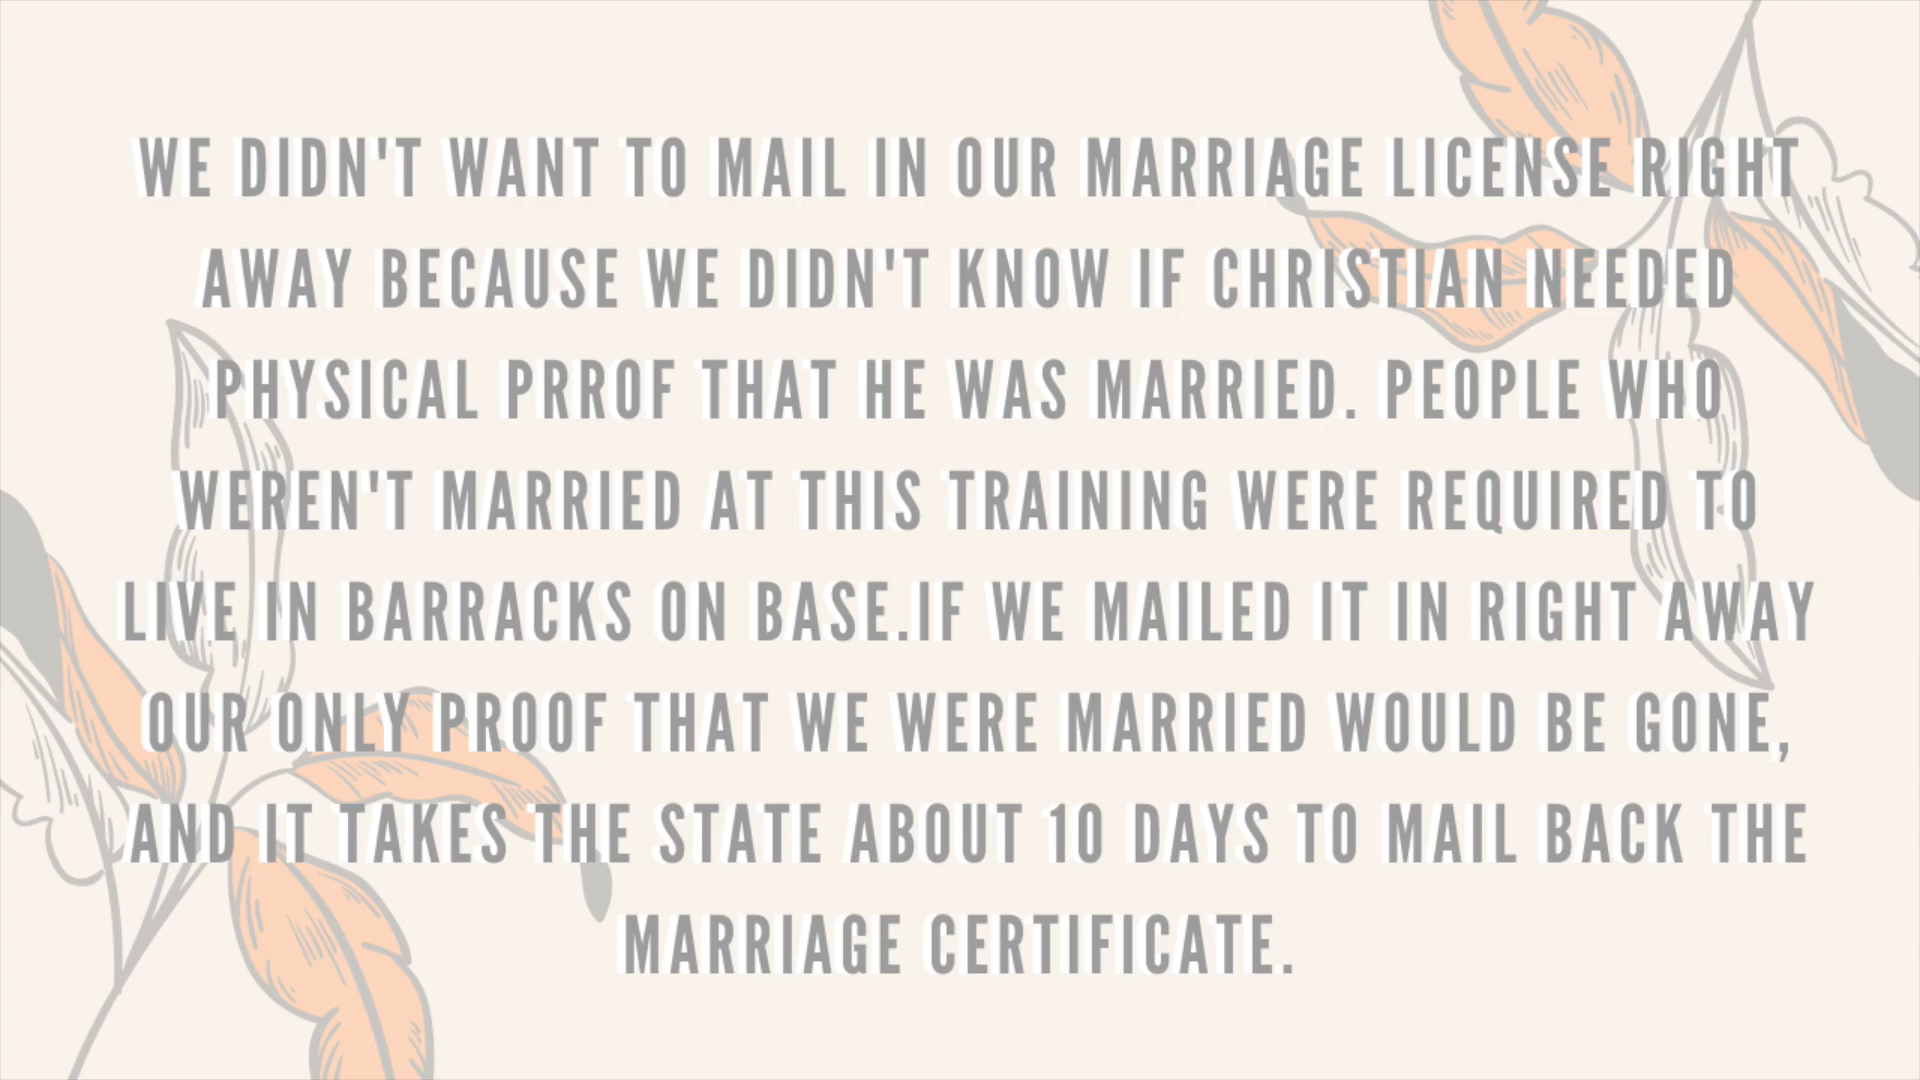 WE DIDN'T WANT TO MAIL IN OUR MARRIAGE LICENSE RIGHT
AWAY BECAUSE WE DIDN'T KNOW IF CHRISTIAN NEEDED
PHYSICAL PRROF THAT HE WAS MARRIED. PEOPLE WHO
WEREN'T MARRIED AT THIS TRAINING WERE REQUIRED TO
LIVE IN BARRACKS ON BASE.IF WE MAILED IT IN RIGHT AWAY
OUR ONLY PROOF THAT WE WERE MARRIED WOULD BE GONE,
AND IT TAKES THE STATE ABOUT 10 DAYS TO MAIL BACK THE
MARRIAGE CERTIFICATE.